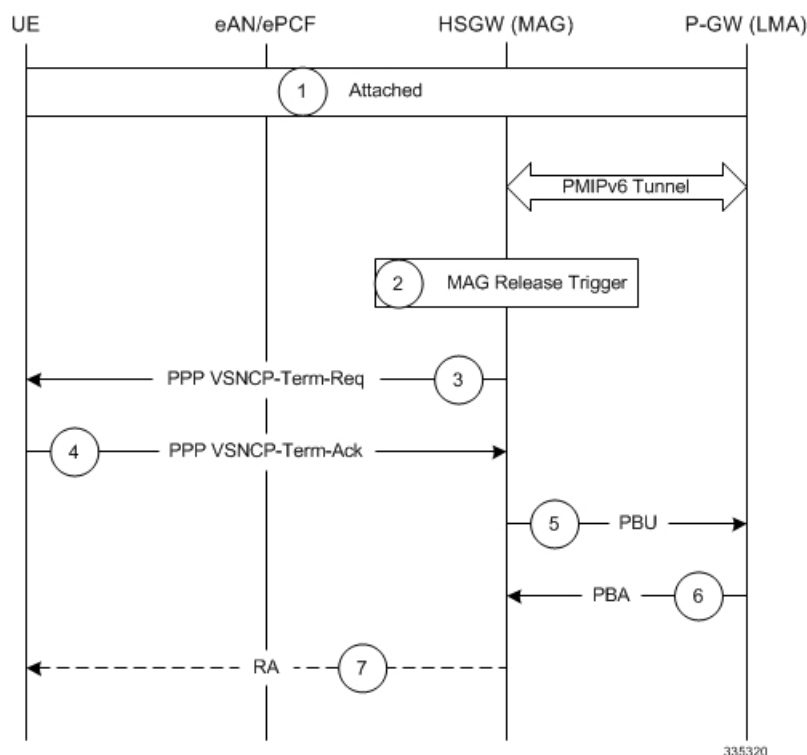 UE eAN/ePCF HSGW (MAG) P-GW (LMA)
1 Attached
PMIPv6 Tunnel
2 MAG Release Trigger
PPP VSNCP-Term-Req 3
4 PPP VSNCP-Term-Ack
5 PBU
PBA 6
RA 7
335320